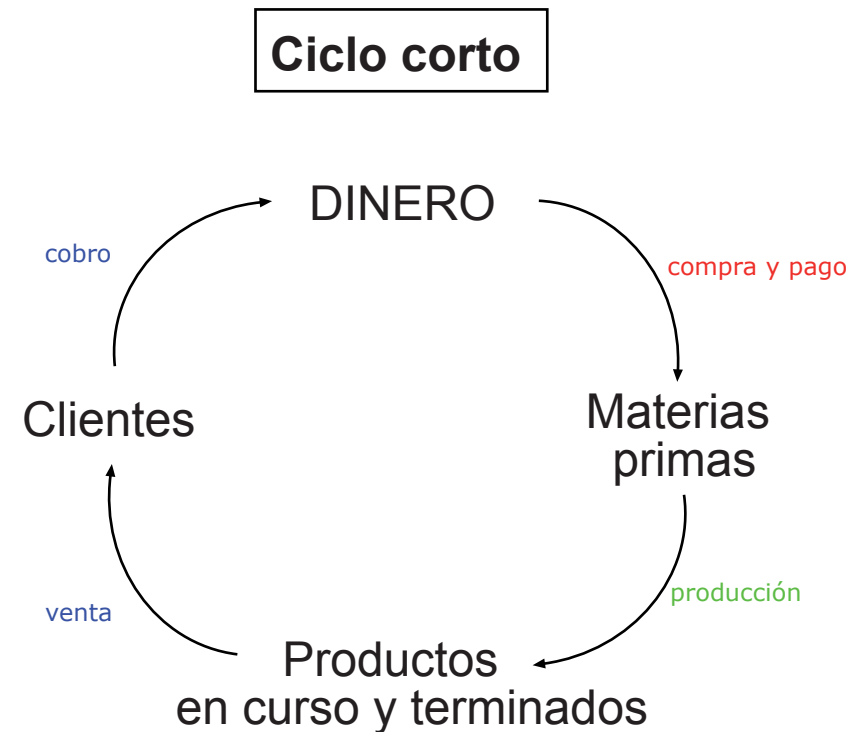 Ciclo corto
DINERO
cobro
compra y pago
Clientes
Materias
primas
producción
venta
Productos
en curso y terminados